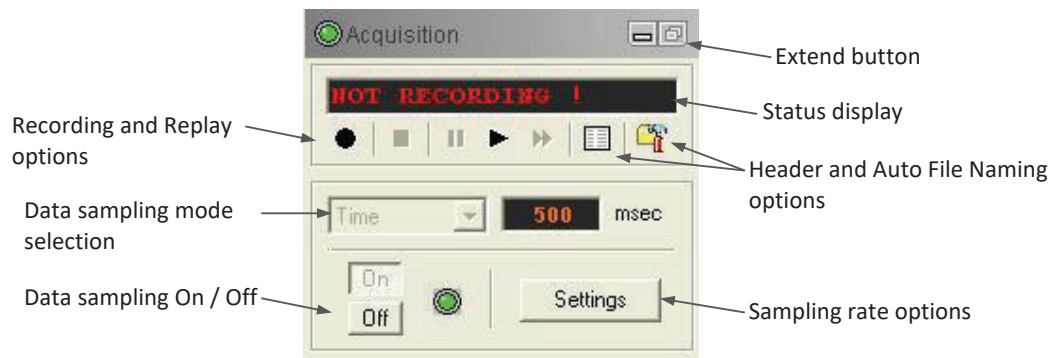 Acquisition
Extend button
NOT RECORDING !
Status display
Recording and Replay
options
Header and Auto File Naming
options
Data sampling mode
selection
Time
500 msec
On
Data sampling On / Off
Off
Settings
Sampling rate options